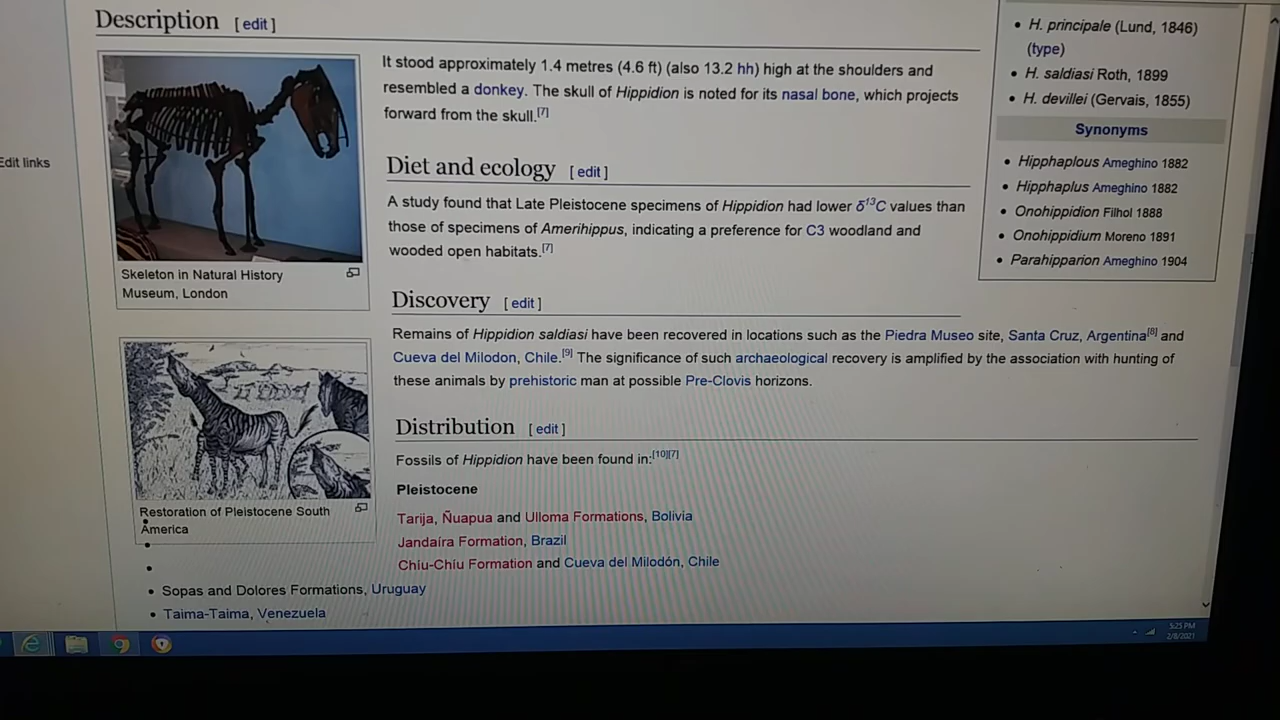 Description [ edit ]
It stood approximately 1.4 metres (4.6 ft) (also 13.2 hh) high at the shoulders and
resembled a donkey. The skull of Hippidion is noted for its nasal bone, which projects
forward from the skull.[7]
Skeleton in Natural History
Museum, London
Edit links
Diet and ecology [ edit ]
A study found that Late Pleistocene specimens of Hippidion had lower δ13C values than
those of specimens of Amerihippus, indicating a preference for C3 woodland and
wooded open habitats.[7]
Discovery [ edit ]
Remains of Hippidion saldiasi have been recovered in locations such as the Piedra Museo site, Santa Cruz, Argentina[8] and
Cueva del Milodon, Chile.[9] The significance of such archaeological recovery is amplified by the association with hunting of
these animals by prehistoric man at possible Pre-Clovis horizons.
Restoration of Pleistocene South
America
Distribution [ edit ]
Fossils of Hippidion have been found in:[10][7]
Pleistocene
Tarija, Ñuapua and Ulloma Formations, Bolivia
Jandaíra Formation, Brazil
Chíu-Chíu Formation and Cueva del Milodón, Chile
• Sopas and Dolores Formations, Uruguay
• Taima-Taima, Venezuela
• H. principale (Lund, 1846)
(type)
• H. saldiasi Roth, 1899
• H. devillei (Gervais, 1855)
Synonyms
• Hipphaplous Ameghino 1882
• Hipphaplus Ameghino 1882
• Onohippidion Filhol 1888
• Onohippidium Moreno 1891
• Parahipparion Ameghino 1904
5:25 PM
2/8/2021